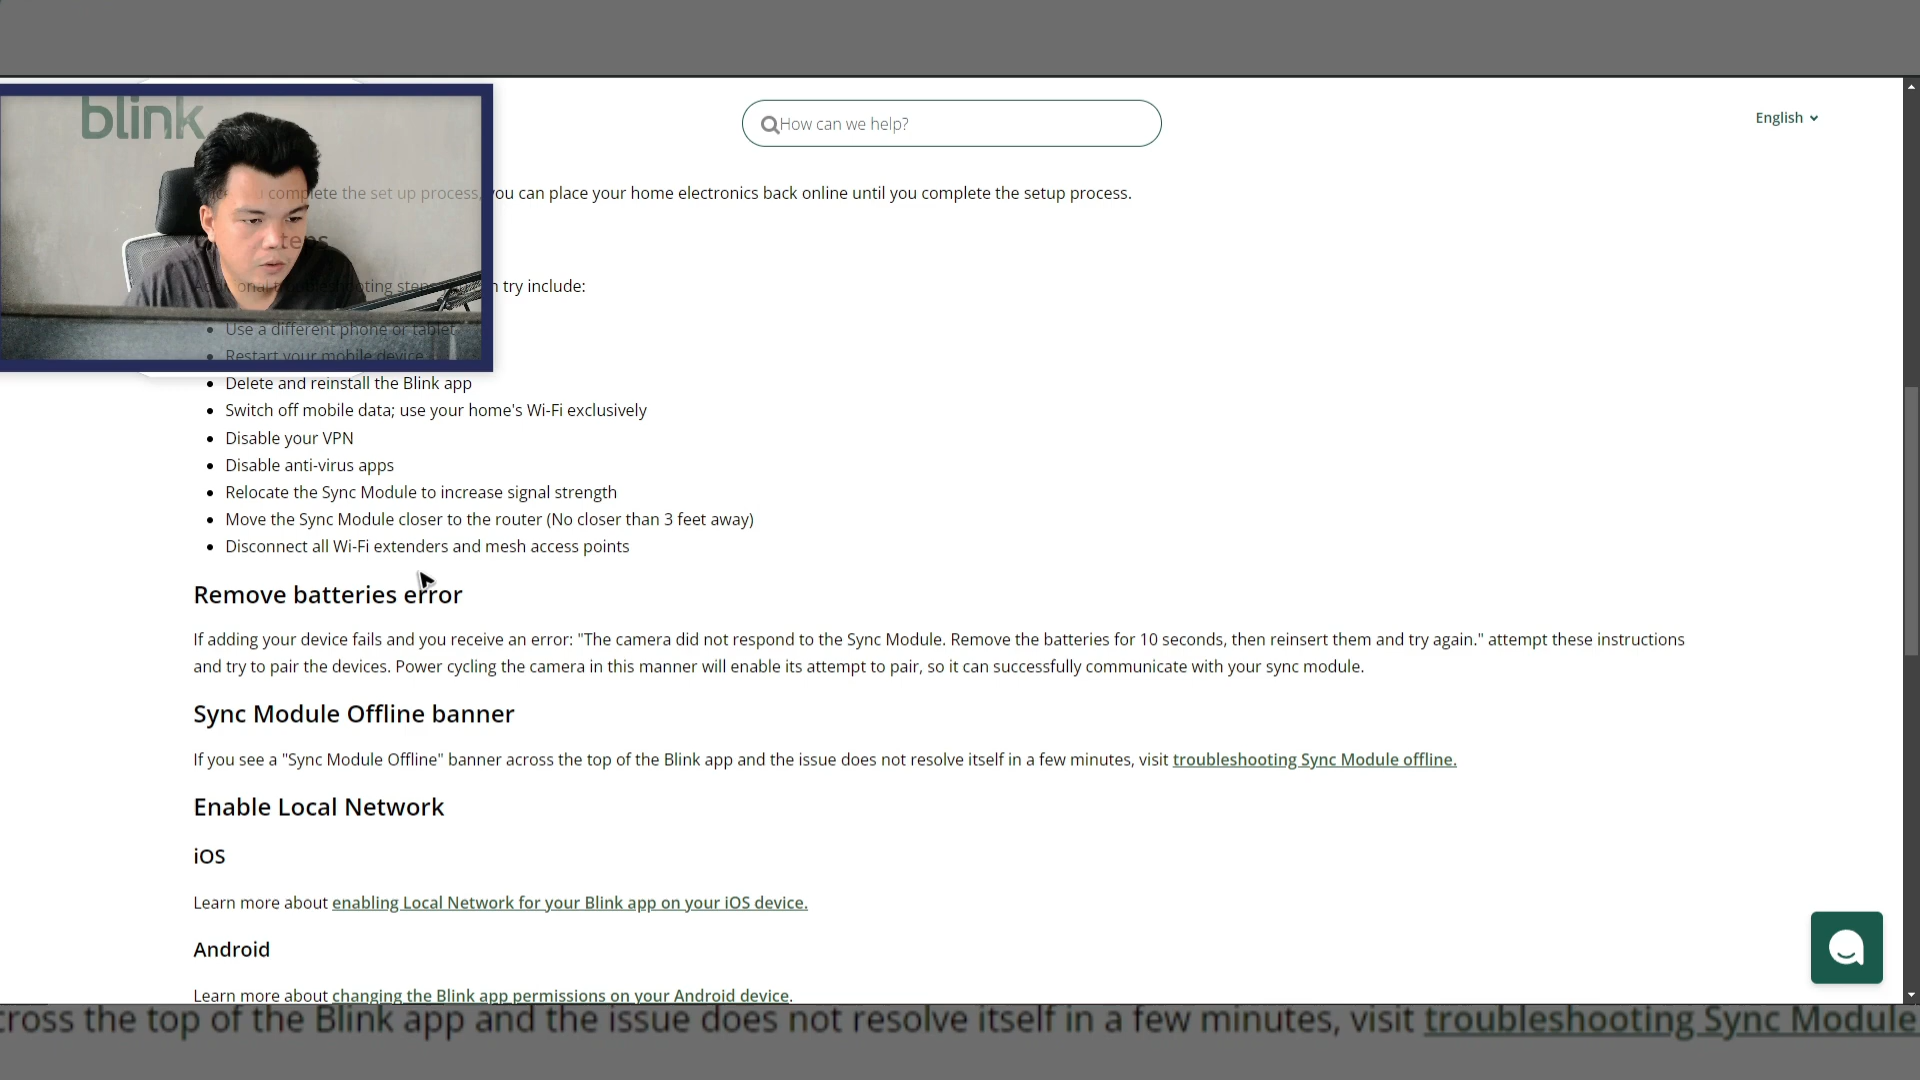 blink
How can we help?
English
complete the set up process, you can place your home electronics back online until you complete the setup process.
troubleshooting steps try include:
Use a different phone or tablet
Restart your mobile device
Delete and reinstall the Blink app
Switch off mobile data; use your home's Wi-Fi exclusively
Disable your VPN
Disable anti-virus apps
Relocate the Sync Module to increase signal strength
Move the Sync Module closer to the router (No closer than 3 feet away)
Disconnect all Wi-Fi extenders and mesh access points
Remove batteries error
If adding your device fails and you receive an error: "The camera did not respond to the Sync Module. Remove the batteries for 10 seconds, then reinsert them and try again." attempt these instructions
and try to pair the devices. Power cycling the camera in this manner will enable its attempt to pair, so it can successfully communicate with your sync module.
Sync Module Offline banner
If you see a "Sync Module Offline" banner across the top of the Blink app and the issue does not resolve itself in a few minutes, visit troubleshooting Sync Module offline.
Enable Local Network
iOS
Learn more about enabling Local Network for your Blink app on your iOS device.
Android
Learn more about changing the Blink app permissions on your Android device.
cross the top of the Blink app and the issue does not resolve itself in a few minutes, visit troubleshooting Sync Module